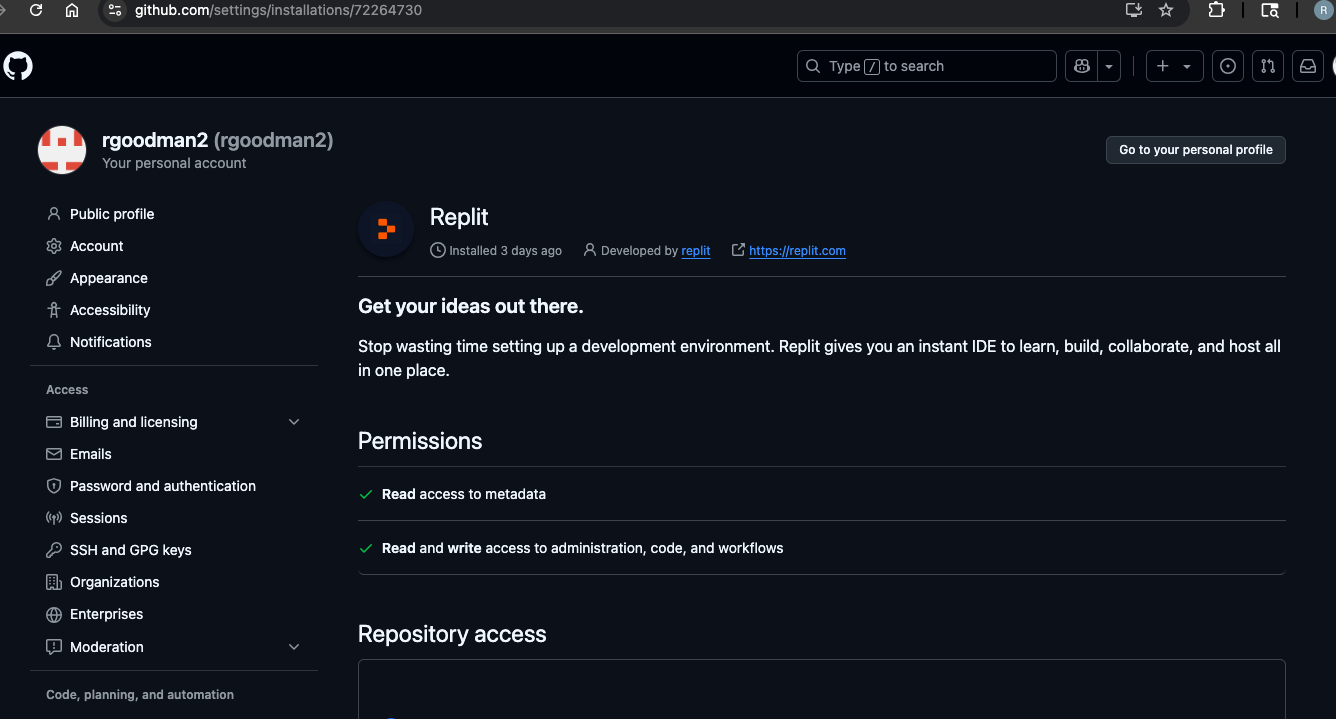 github.com/settings/installations/72264730
R
Type / to search
rgoodman2 (rgoodman2)
Your personal account
Go to your personal profile
Public profile
Account
Appearance
Accessibility
Notifications
Access
Billing and licensing
Emails
Password and authentication
Sessions
SSH and GPG keys
Organizations
Enterprises
Moderation
Code, planning, and automation
Replit
Installed 3 days ago
Developed by replit
https://replit.com
Get your ideas out there.
Stop wasting time setting up a development environment. Replit gives you an instant IDE to learn, build, collaborate, and host all
in one place.
Permissions
Read access to metadata
Read and write access to administration, code, and workflows
Repository access